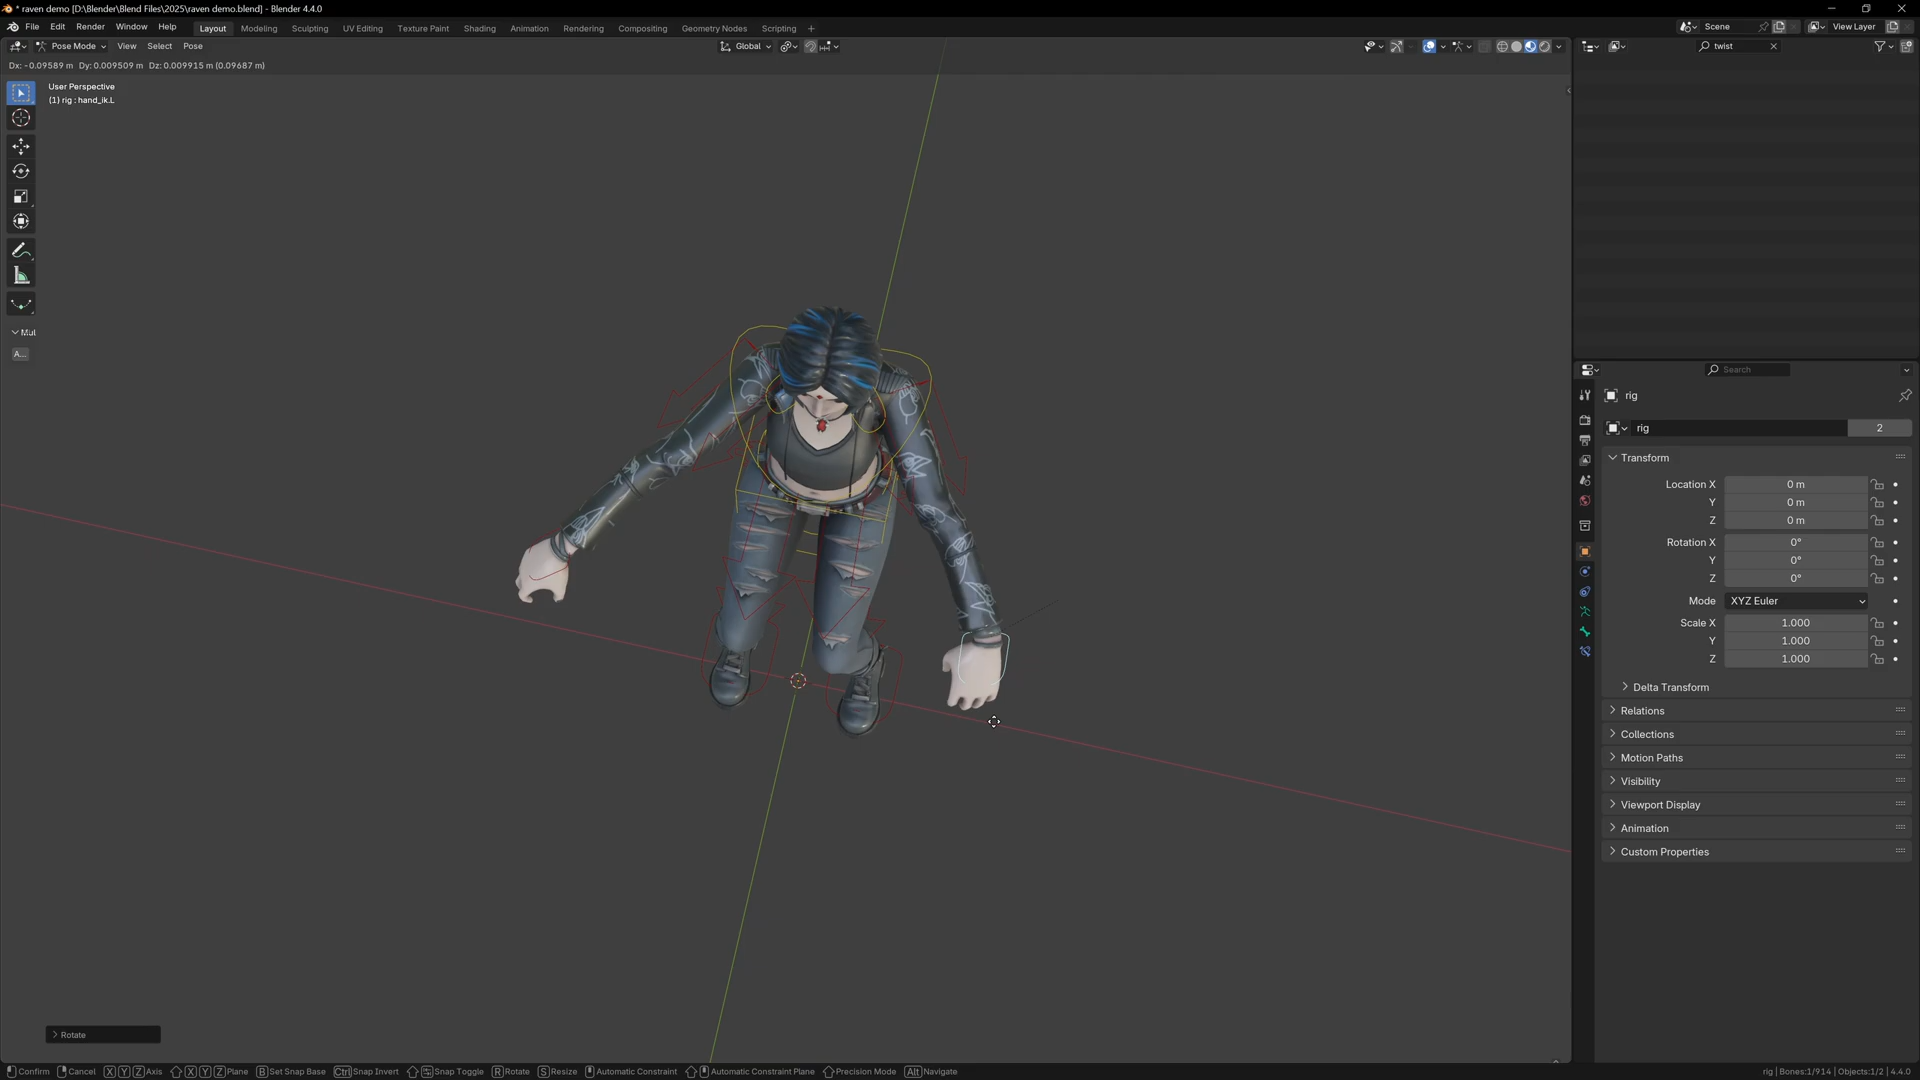 * raven demo [D:\Blender\Blend Files\2025\raven demo.blend] - Blender 4.4.0
File Edit Render Window Help Layout Modeling Sculpting UV Editing Texture Paint Shading Animation Rendering Compositing Geometry Nodes Scripting + Scene View Layer
Pose Mode View Select Pose Global twist
Dx: -0.09589 m Dy: 0.009509 m Dz: 0.009915 m (0.09687 m)
User Perspective
(1) rig : hand_ik.L
Mul
A...
Search
rig
rig 2
Transform
Location X 0 m
Y 0 m
Z 0 m
Rotation X 0°
Y 0°
Z 0°
Mode XYZ Euler
Scale X 1.000
Y 1.000
Z 1.000
Delta Transform
Relations
Collections
Motion Paths
Visibility
Viewport Display
Animation
Custom Properties
Rotate
Confirm Cancel X Y Z Axis X Y Z Plane B Set Snap Base Ctrl Snap Invert Snap Toggle R Rotate S Resize Automatic Constraint Automatic Constraint Plane Precision Mode Alt Navigate rig | Bones:1/914 | Objects:1/2 | 4.4.0